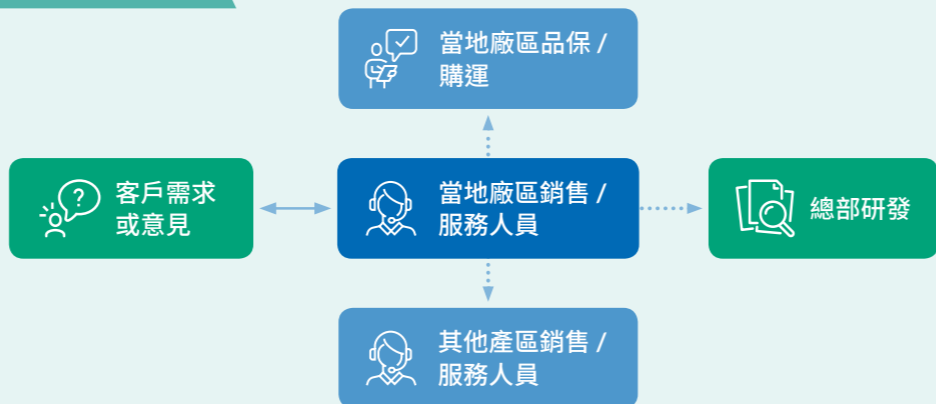 當地廠區品保 /
購運
客戶需求
或意見
當地廠區銷售 /
服務人員
總部研發
其他產區銷售 /
服務人員